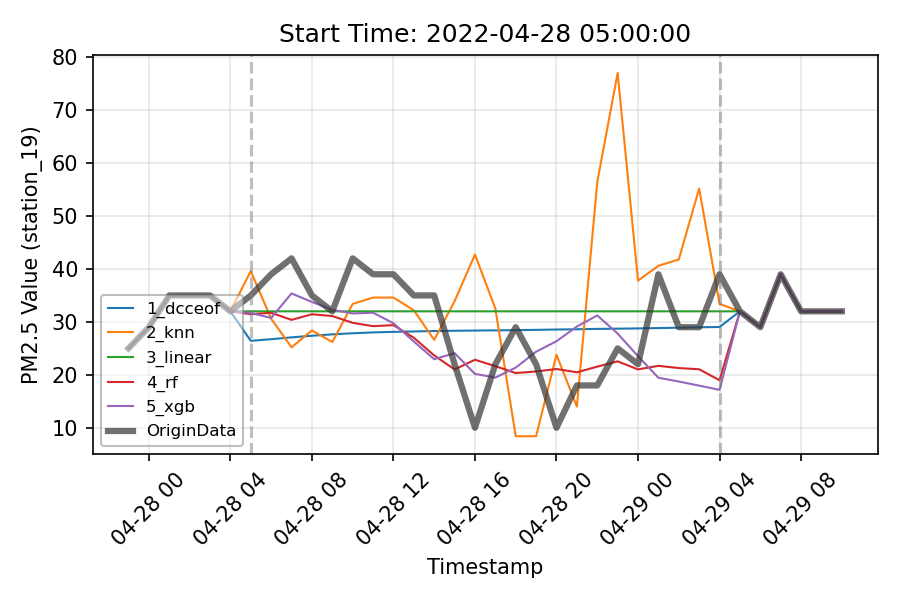 Start Time: 2022-04-28 05:00:00
PM2.5 Value (station_19)
80
70
60
50
40
30
20
10
1_dcceof
2_knn
3_linear
4_rf
5_xgb
OriginData
04-28 00
04-28 04
04-28 08
04-28 12
04-28 16
04-28 20
04-29 00
04-29 04
04-29 08
Timestamp